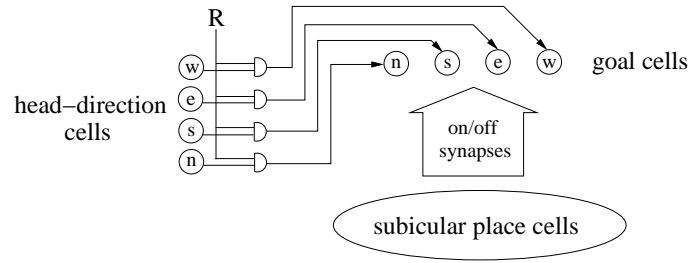 R
w
e
s
n
head−direction
cells
n
s
e
w
goal cells
on/off
synapses
subicular place cells